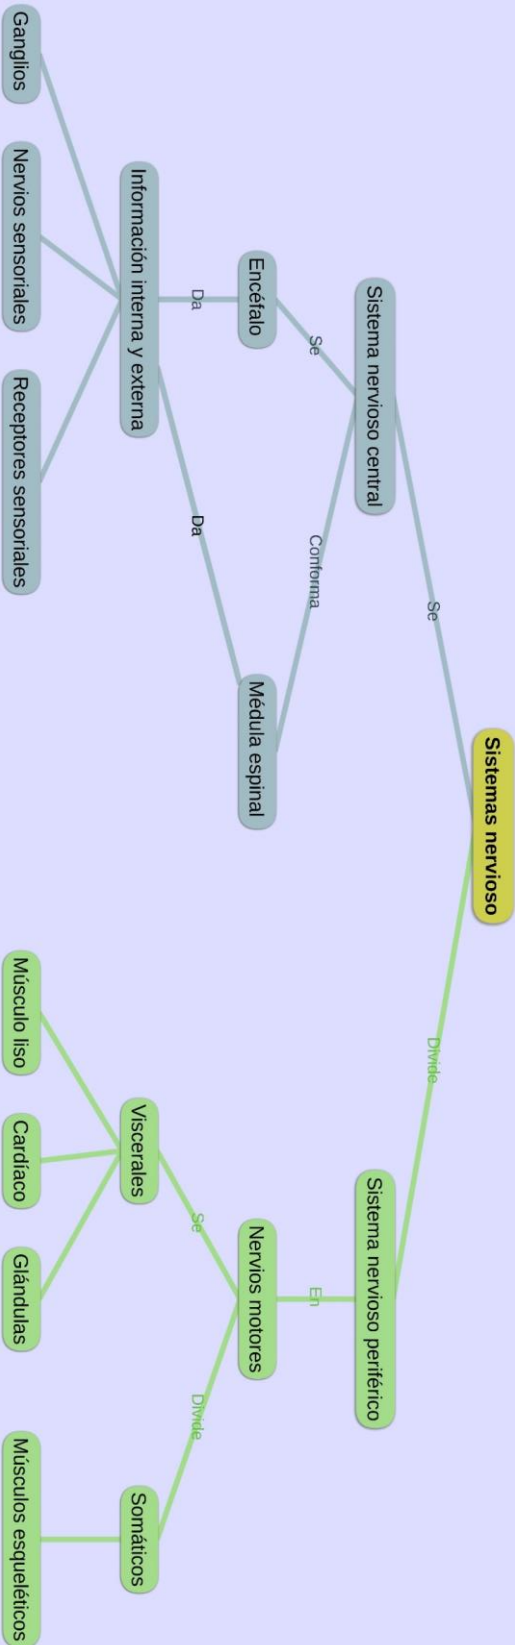 Sistemas nervioso
Se
Divide
Sistema nervioso central
Sistema nervioso periférico
Se
Conforma
En
Encéfalo
Médula espinal
Nervios motores
Da
Da
Se
Divide
Información interna y externa
Viscerales
Somáticos
Ganglios
Nervios sensoriales
Receptores sensoriales
Músculo liso
Cardíaco
Glándulas
Músculos esqueléticos